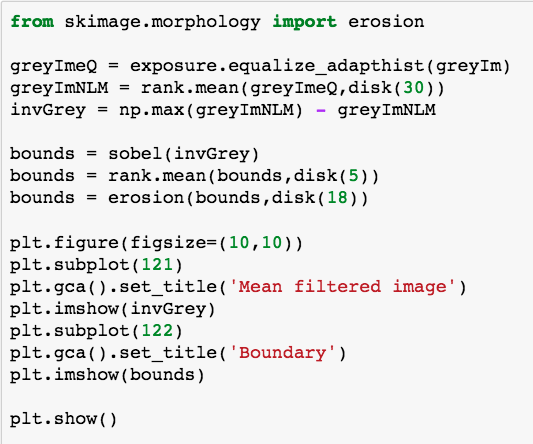 from skimage.morphology import erosion
greyImeQ = exposure.equalize_adapthist(greyIm)
greyImNLM = rank.mean(greyImeQ,disk(30))
invGrey = np.max(greyImNLM) - greyImNLM
bounds = sobel(invGrey)
bounds = rank.mean(bounds,disk(5))
bounds = erosion(bounds,disk(18))
plt.figure(figsize=(10,10))
plt.subplot(121)
plt.gca().set_title('Mean filtered image')
plt.imshow(invGrey)
plt.subplot(122)
plt.gca().set_title('Boundary')
plt.imshow(bounds)
plt.show()